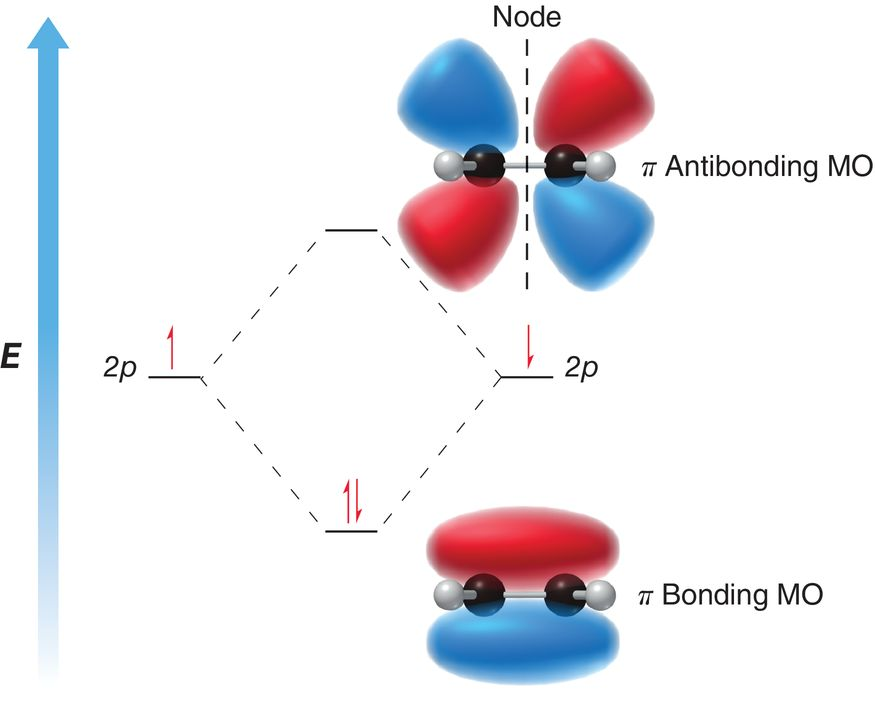 Node
π Antibonding MO
E
2p
2p
π Bonding MO